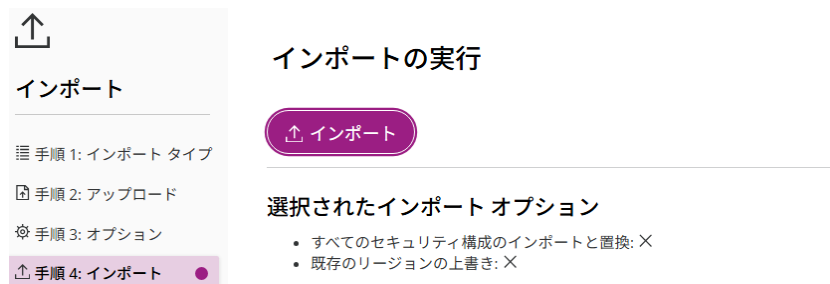 インポート
手順 1: インポート タイプ
手順 2: アップロード
手順 3: オプション
手順 4: インポート
インポートの実行
インポート
選択されたインポート オプション
• すべてのセキュリティ構成のインポートと置換: ✕
• 既存のリージョンの上書き: ✕